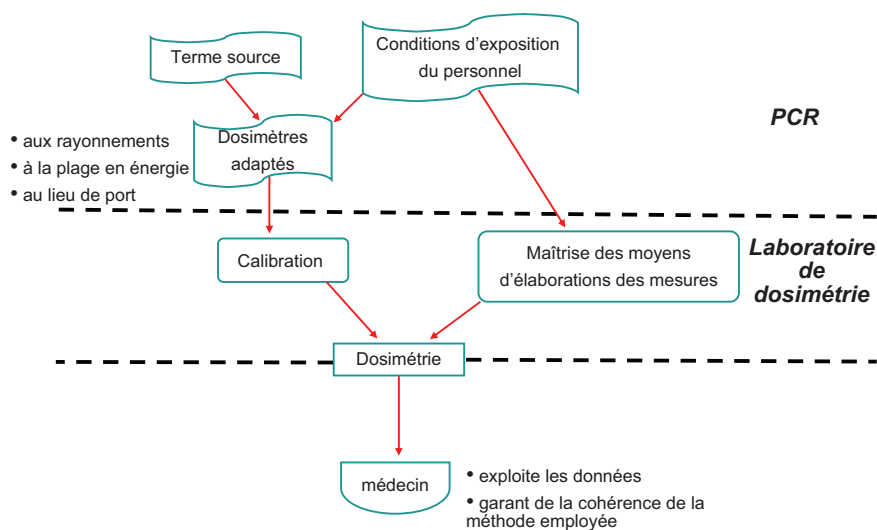 Terme source
Conditions d'exposition
du personnel
PCR
• aux rayonnements
• à la plage en énergie
• au lieu de port
Dosimètres
adaptés
Calibration
Maîtrise des moyens
d'élaborations des mesures
Laboratoire
de
dosimétrie
Dosimétrie
médecin
• exploite les données
• garant de la cohérence de la
méthode employée